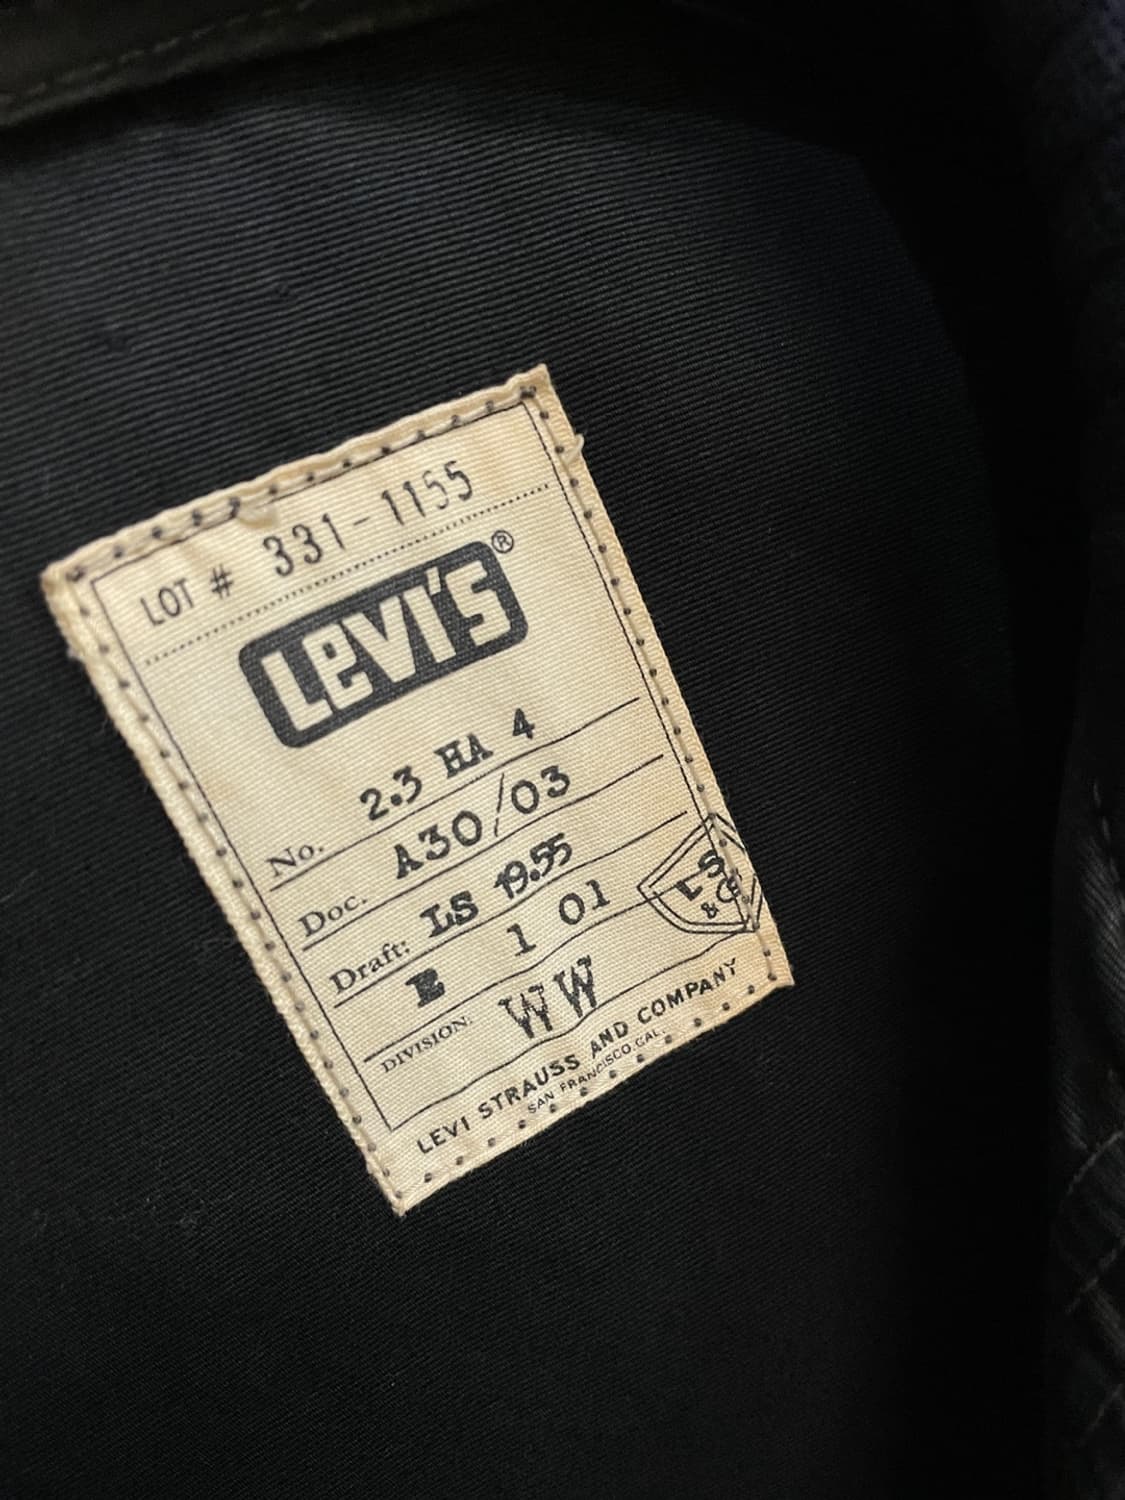 LOT # 331-1155
LEVI'S®
No. 2.3 HA 4
Doc. A30/03
Draft: LS 19.55
E 1 01
DIVISION: WW
LS
& Co
LEVI STRAUSS AND COMPANY
SAN FRANCISCO.CAL.